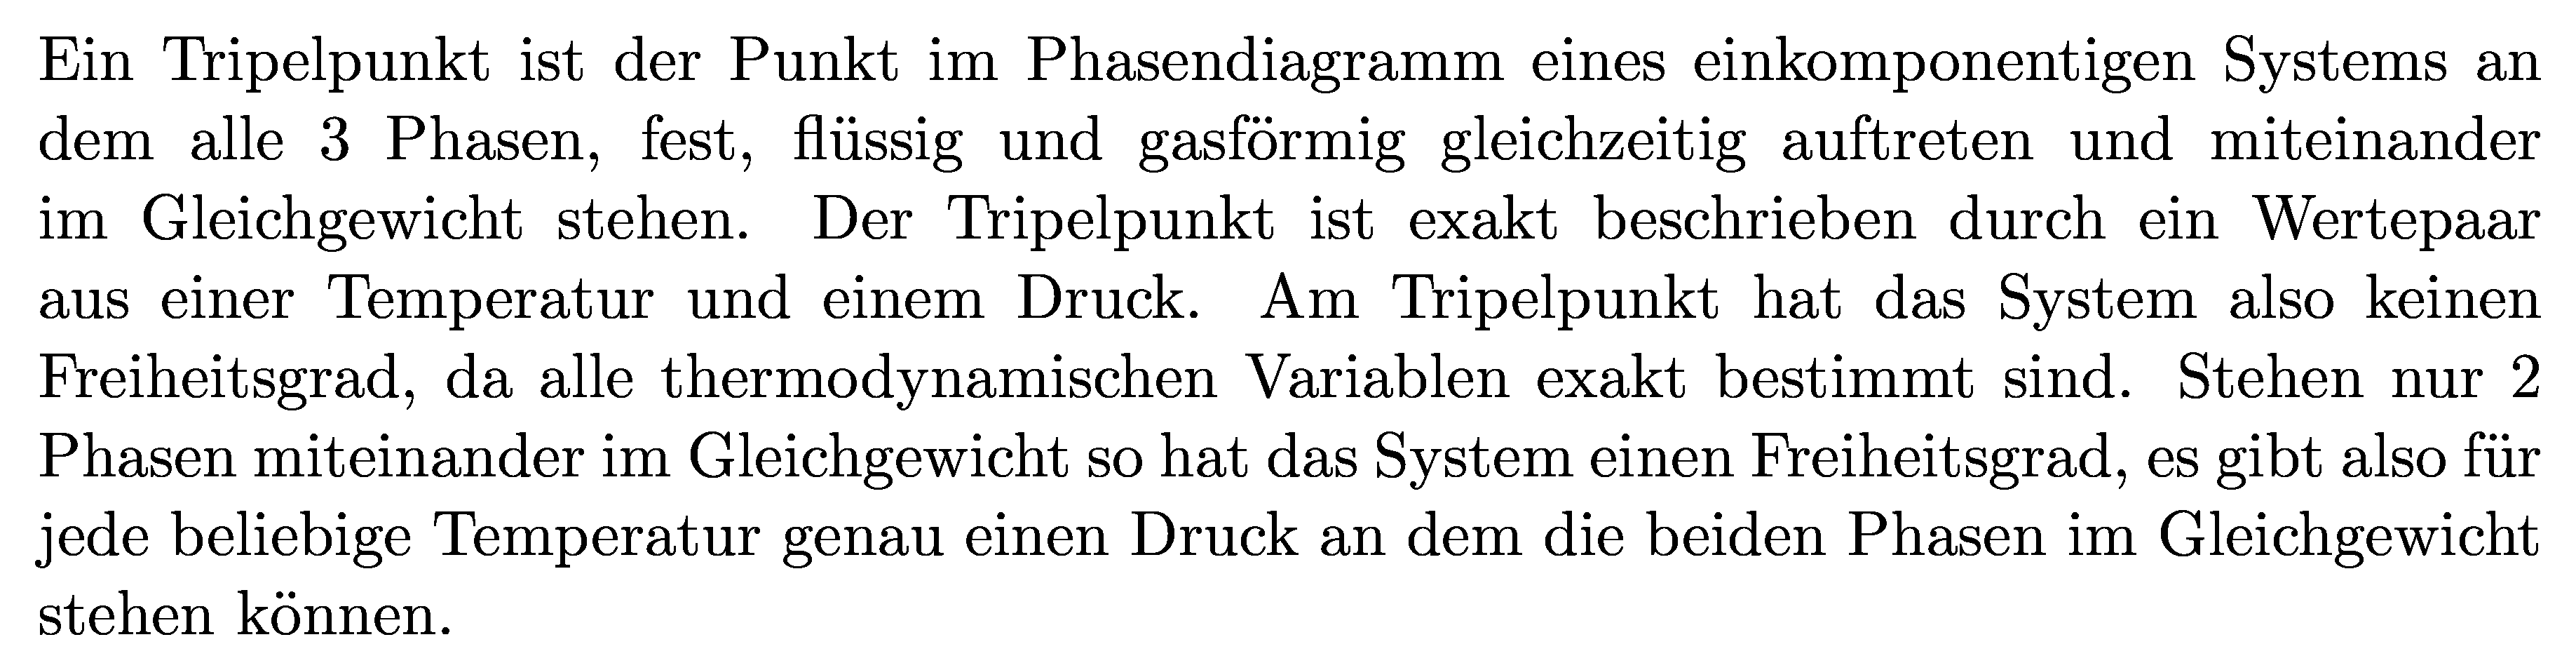 Ein Tripelpunkt ist der Punkt im Phasendiagramm eines einkomponentigen Systems an
dem alle 3 Phasen, fest, flüssig und gasförmig gleichzeitig auftreten und miteinander
im Gleichgewicht stehen. Der Tripelpunkt ist exakt beschrieben durch ein Wertepaar
aus einer Temperatur und einem Druck. Am Tripelpunkt hat das System also keinen
Freiheitsgrad, da alle thermodynamischen Variablen exakt bestimmt sind. Stehen nur 2
Phasen miteinander im Gleichgewicht so hat das System einen Freiheitsgrad, es gibt also für
jede beliebige Temperatur genau einen Druck an dem die beiden Phasen im Gleichgewicht
stehen können.